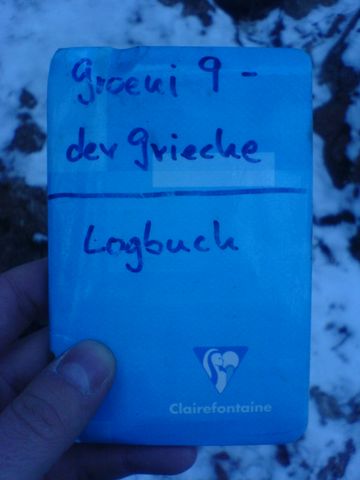 groeni 9 -
der grieche
Logbuch
Clairefontaine